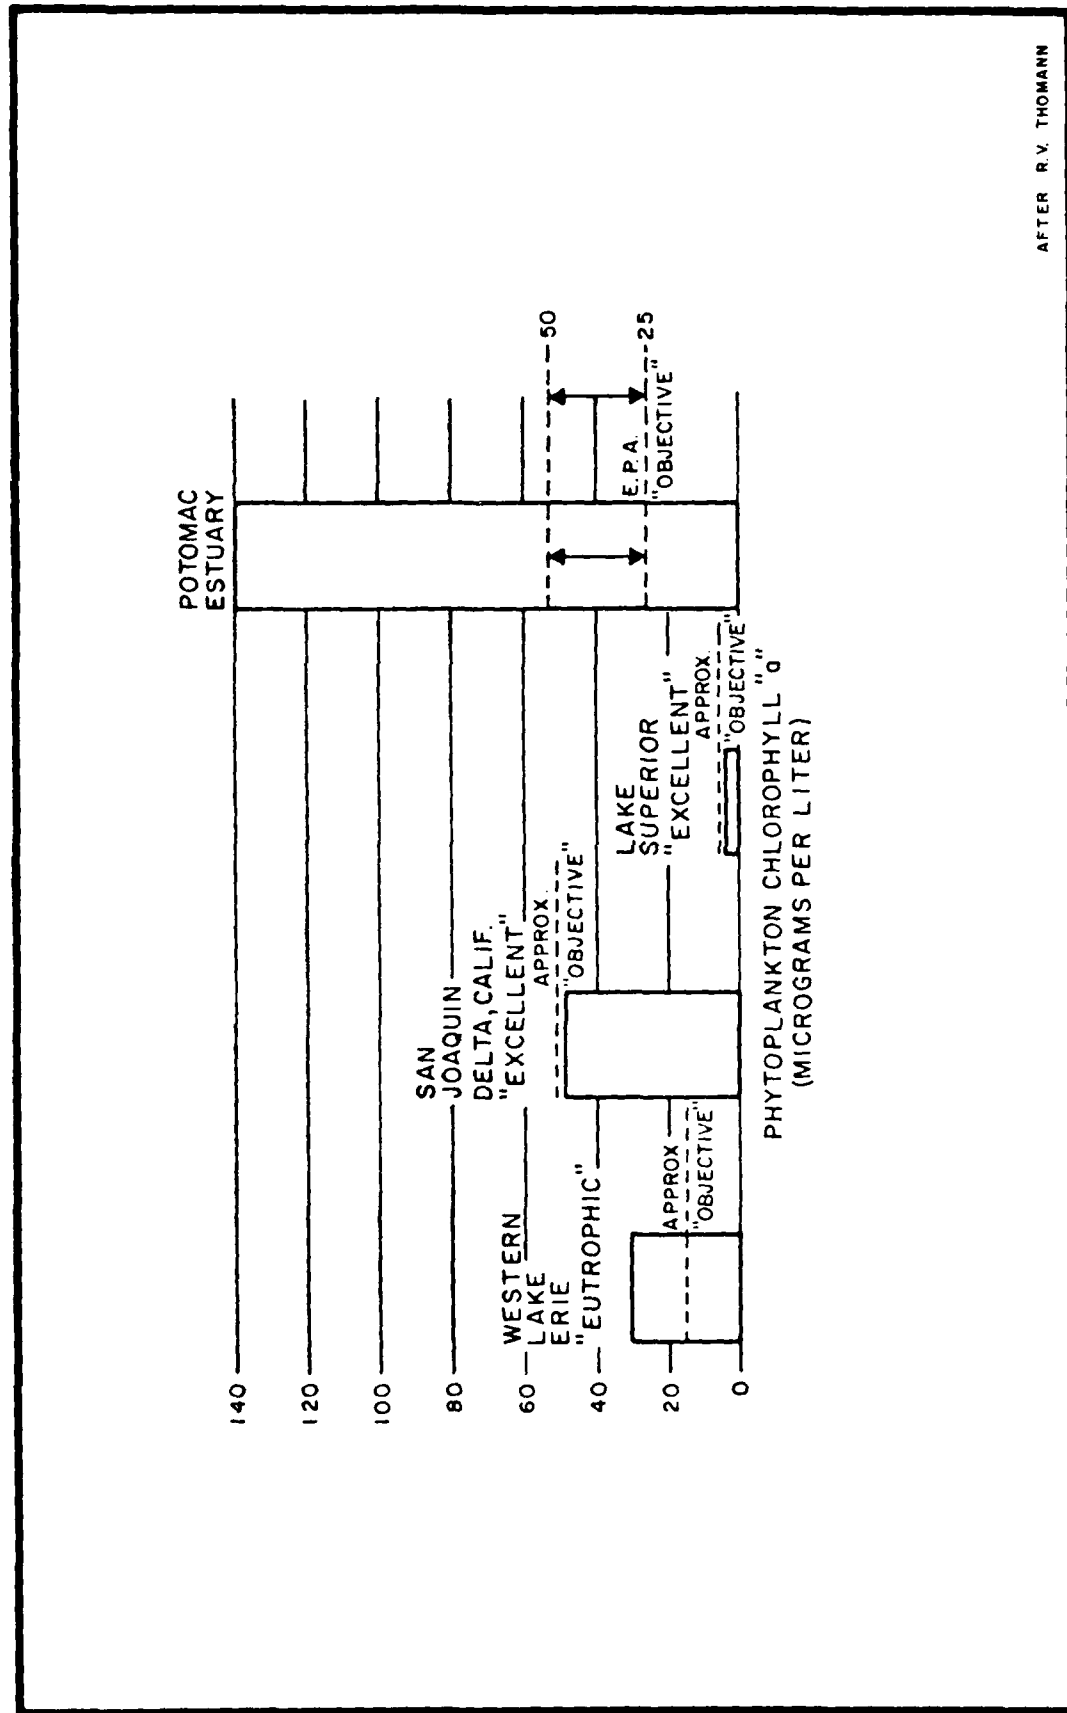 140
120
100
80
60
40
20
0
WESTERN
LAKE
ERIE
"EUTROPHIC"
APPROX
"OBJECTIVE"
SAN
JOAQUIN
DELTA, CALIF.
"EXCELLENT"
APPROX.
"OBJECTIVE"
LAKE
SUPERIOR
"EXCELLENT"
APPROX.
"OBJECTIVE"
POTOMAC
ESTUARY
50
E.P.A.
25
"OBJECTIVE"
PHYTOPLANKTON CHLOROPHYLL "a"
(MICROGRAMS PER LITER)
AFTER R.V. THOMANN